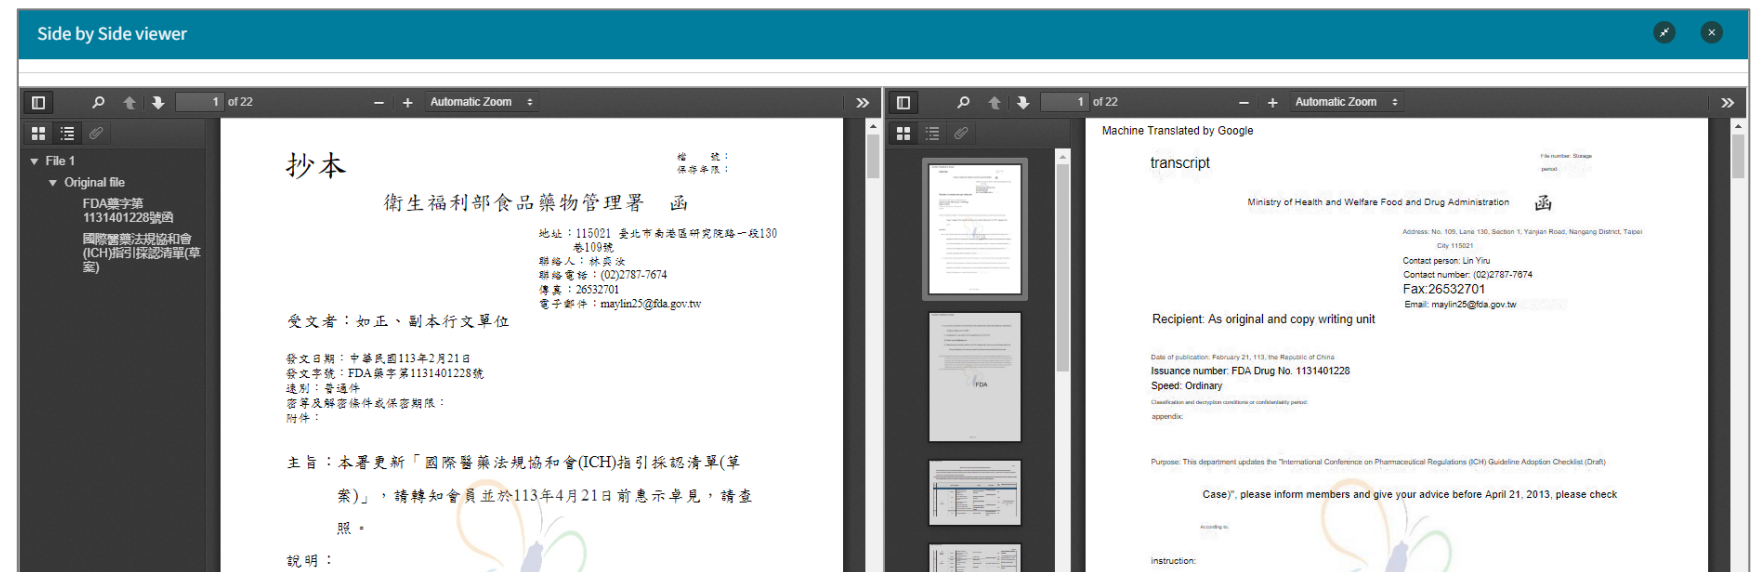 Side by Side viewer
1 of 22
Automatic Zoom
File 1
Original file
FDA藥字第
1131401228號函
國際醫藥法規協和會
(ICH)指引採認清單(草
案)
抄本
檔 號：
保存年限：
衛生福利部食品藥物管理署 函
地址：115021 臺北市南港區研究院路一段130
巷109號
聯絡人：林奕汝
聯絡電話：(02)2787-7674
傳真：26532701
電子郵件：maylin25@fda.gov.tw
受文者：如正、副本行文單位
發文日期：中華民國113年2月21日
發文字號：FDA藥字第1131401228號
速別：普通件
密等及解密條件或保密期限：
附件：
主旨：本署更新「國際醫藥法規協和會(ICH)指引採認清單(草
案)」，請轉知會員並於113年4月21日前惠示卓見，請查
照。
說明：
1 of 22
Automatic Zoom
FDA
Machine Translated by Google
transcript
File number: Storage
period:
Ministry of Health and Welfare Food and Drug Administration 函
Address: No. 109, Lane 130, Section 1, Yanjian Road, Nangang District, Taipei
City 115021
Contact person: Lin Yiru
Contact number: (02)2787-7674
Fax:26532701
Email: maylin25@fda.gov.tw
Recipient: As original and copy writing unit
Date of publication: February 21, 113, the Republic of China
Issuance number: FDA Drug No. 1131401228
Speed: Ordinary
Classification and decryption conditions or confidentiality period:
appendix:
Purpose: This department updates the "International Conference on Pharmaceutical Regulations (ICH) Guideline Adoption Checklist (Draft)
Case)", please inform members and give your advice before April 21, 2013, please check
According to.
instruction: